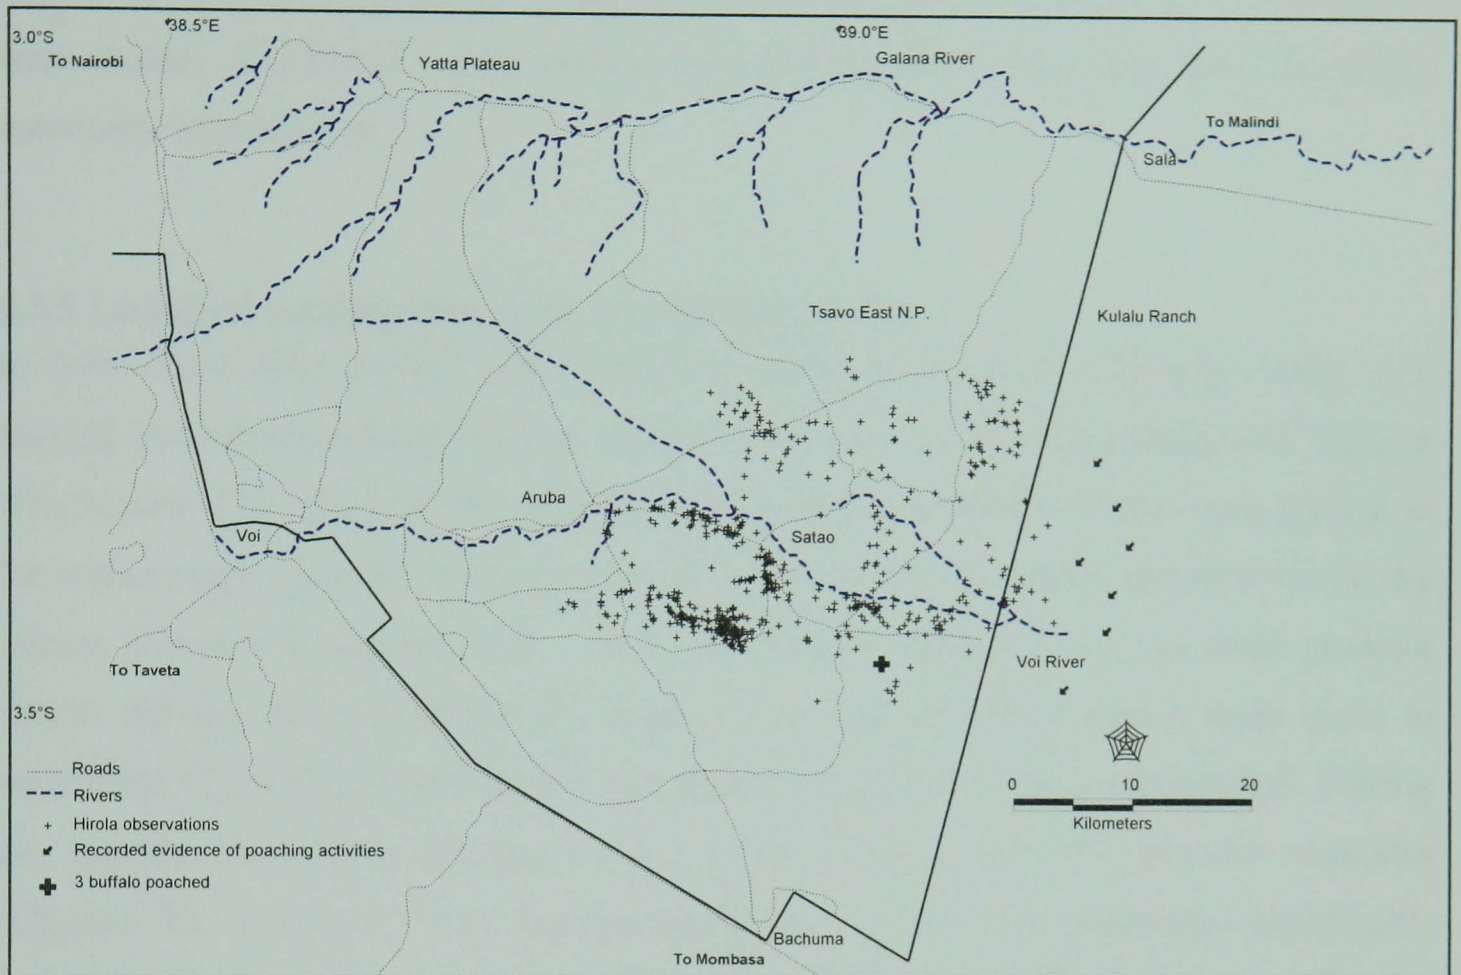 38.5°E
39.0°E
3.0°S
To Nairobi
Yatta Plateau
Galana River
To Malindi
Sala
Tsavo East N.P.
Kulalu Ranch
Aruba
Voi
Satao
To Taveta
Voi River
3.5°S
Roads
Rivers
Hirola observations
Recorded evidence of poaching activities
3 buffalo poached
0 10 20
Kilometers
Bachuma
To Mombasa